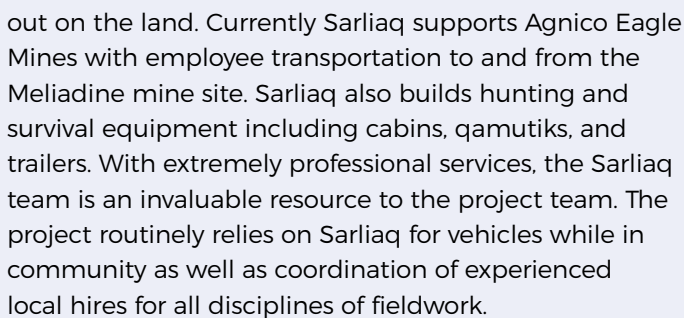 out on the land. Currently Sarliaq supports Agnico Eagle
Mines with employee transportation to and from the
Meliadine mine site. Sarliaq also builds hunting and
survival equipment including cabins, qamutiks, and
trailers. With extremely professional services, the Sarliaq
team is an invaluable resource to the project team. The
project routinely relies on Sarliaq for vehicles while in
community as well as coordination of experienced
local hires for all disciplines of fieldwork.